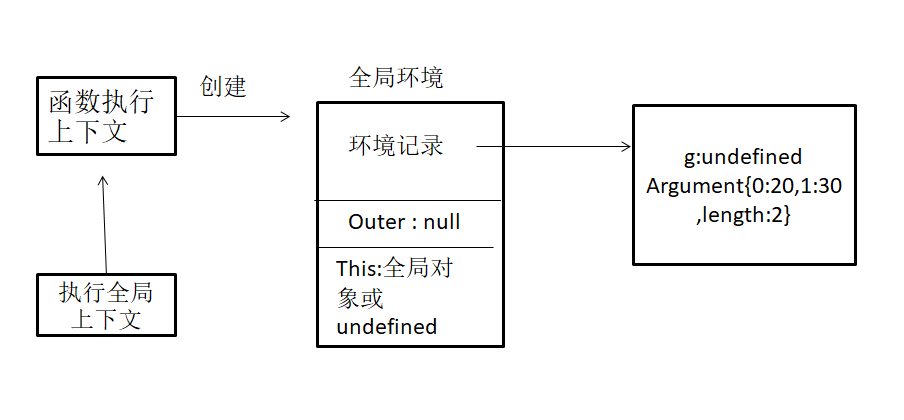 函数执行
上下文
创建
全局环境
环境记录
Outer : null
This:全局对
象或
undefined
g:undefined
Argument{0:20,1:30
,length:2}
执行全局
上下文